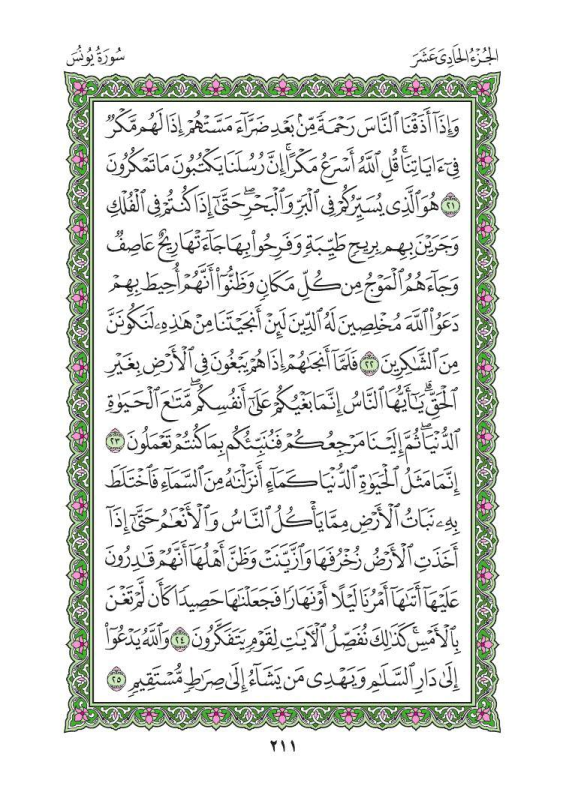 الجزء الحادي عشر
سورة يونس
وَإِذَآ أَذَقْنَا ٱلنَّاسَ رَحْمَةً مِّنۢ بَعْدِ ضَرَّآءَ مَسَّتْهُمْ إِذَا لَهُم مَّكْرٌ
فِىٓ ءَايَاتِنَا ۚ قُلِ ٱللَّهُ أَسْرَعُ مَكْرًا ۚ إِنَّ رُسُلَنَا يَكْتُبُونَ مَا تَمْكُرُونَ
٢١ هُوَ ٱلَّذِى يُسَيِّرُكُمْ فِى ٱلْبَرِّ وَٱلْبَحْرِ ۖ حَتَّىٰٓ إِذَا كُنتُمْ فِى ٱلْفُلْكِ
وَجَرَيْنَ بِهِم بِرِيحٍ طَيِّبَةٍ وَفَرِحُوا۟ بِهَا جَآءَتْهَا رِيحٌ عَاصِفٌ
وَجَآءَهُمُ ٱلْمَوْجُ مِن كُلِّ مَكَانٍ وَظَنُّوٓا۟ أَنَّهُمْ أُحِيطَ بِهِمْ
دَعَوُا۟ ٱللَّهَ مُخْلِصِينَ لَهُ ٱلدِّينَ لَئِنْ أَنجَيْتَنَا مِنْ هَٰذِهِۦ لَنَكُونَنَّ
مِنَ ٱلشَّٰكِرِينَ ٢٢ فَلَمَّآ أَنجَىٰهُمْ إِذَا هُمْ يَبْغُونَ فِى ٱلْأَرْضِ بِغَيْرِ
ٱلْحَقِّ ۗ يَٰٓأَيُّهَا ٱلنَّاسُ إِنَّمَا بَغْيُكُمْ عَلَىٰٓ أَنفُسِكُم ۖ مَّتَٰعَ ٱلْحَيَوٰةِ
ٱلدُّنْيَا ۖ ثُمَّ إِلَيْنَا مَرْجِعُكُمْ فَنُنَبِّئُكُم بِمَا كُنتُمْ تَعْمَلُونَ ٢٣
إِنَّمَا مَثَلُ ٱلْحَيَوٰةِ ٱلدُّنْيَا كَمَآءٍ أَنزَلْنَٰهُ مِنَ ٱلسَّمَآءِ فَٱخْتَلَطَ
بِهِۦ نَبَاتُ ٱلْأَرْضِ مِمَّا يَأْكُلُ ٱلنَّاسُ وَٱلْأَنْعَٰمُ حَتَّىٰٓ إِذَآ
أَخَذَتِ ٱلْأَرْضُ زُخْرُفَهَا وَٱزَّيَّنَتْ وَظَنَّ أَهْلُهَآ أَنَّهُمْ قَٰدِرُونَ
عَلَيْهَآ أَتَىٰهَآ أَمْرُنَا لَيْلًا أَوْ نَهَارًا فَجَعَلْنَٰهَا حَصِيدًا كَأَن لَّمْ تَغْنَ
بِٱلْأَمْسِ ۚ كَذَٰلِكَ نُفَصِّلُ ٱلْءَايَٰتِ لِقَوْمٍ يَتَفَكَّرُونَ ٢٤ وَٱللَّهُ يَدْعُوٓا۟
إِلَىٰ دَارِ ٱلسَّلَٰمِ وَيَهْدِى مَن يَشَآءُ إِلَىٰ صِرَٰطٍ مُّسْتَقِيمٍ ٢٥
٢١١